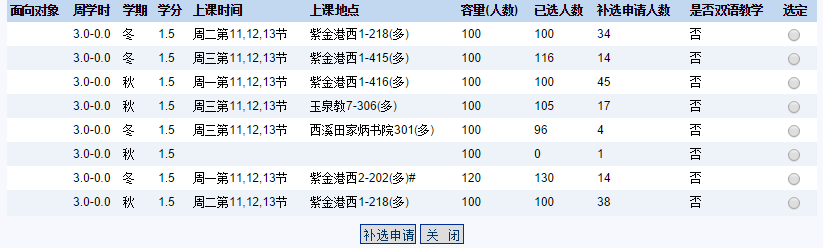 面向对象 周学时 学期 学分 上课时间 上课地点 容量(人数) 已选人数 补选申请人数 是否双语教学 选定
3.0-0.0 冬 1.5 周二第11,12,13节 紫金港西1-218(多) 100 100 34 否
3.0-0.0 冬 1.5 周三第11,12,13节 紫金港西1-415(多) 100 116 14 否
3.0-0.0 秋 1.5 周一第11,12,13节 紫金港西1-416(多) 100 100 45 否
3.0-0.0 秋 1.5 周三第11,12,13节 玉泉教7-306(多) 100 105 17 否
3.0-0.0 冬 1.5 周三第11,12,13节 西溪田家炳书院301(多) 100 96 4 否
3.0-0.0 秋 1.5 100 0 1 否
3.0-0.0 冬 1.5 周一第11,12,13节 紫金港西2-202(多)# 120 130 14 否
3.0-0.0 秋 1.5 周二第11,12,13节 紫金港西1-218(多) 100 100 38 否
补选申请 关 闭